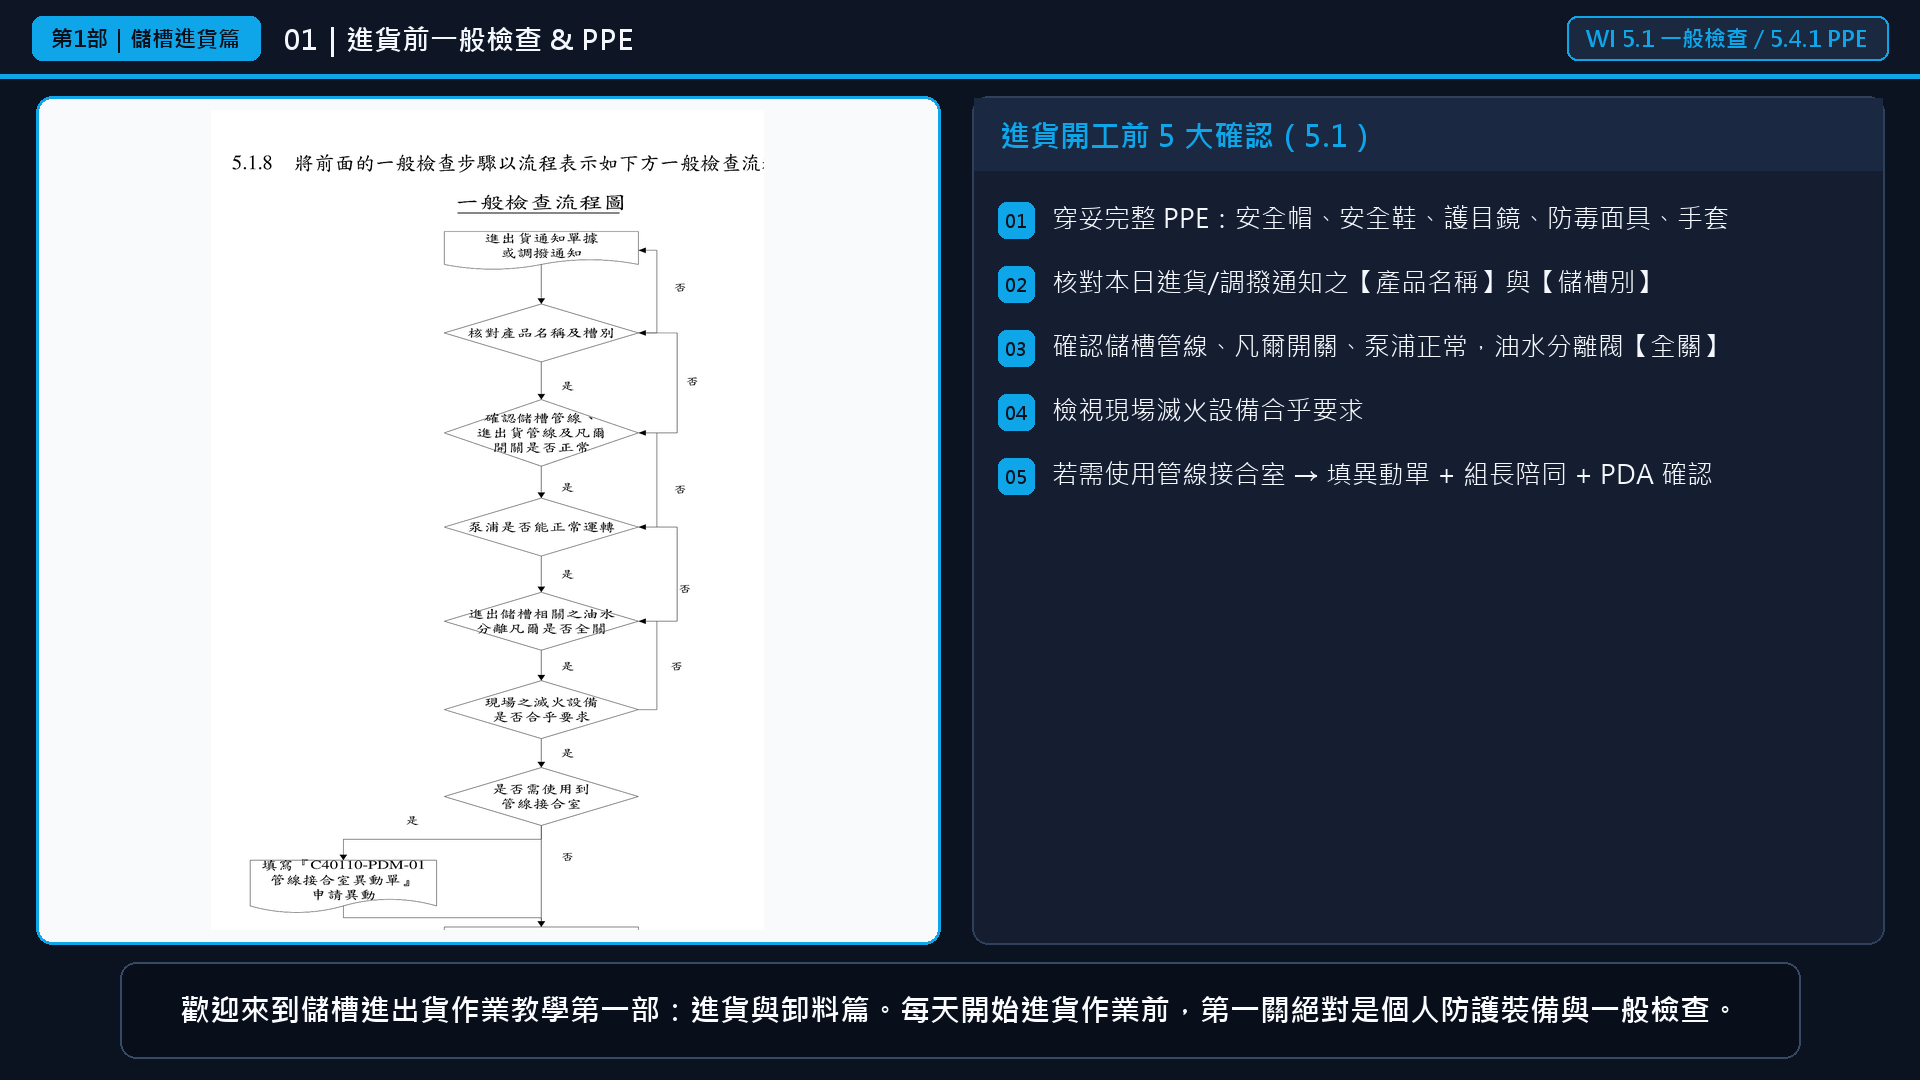 第1部｜儲槽進貨篇
01｜進貨前一般檢查 & PPE
WI 5.1 一般檢查 / 5.4.1 PPE
5.1.8 將前面的一般檢查步驟以流程表示如下方一般檢查流
一般檢查流程圖
進出貨通知單據
或調撥通知
否
核對產品名稱及槽別
否
是
確認儲槽管線、
進出貨管線及凡爾
開關是否正常
是
否
泵浦是否能正常運轉
是
否
進出儲槽相關之油水
分離凡爾是否全關
是
否
現場之滅火設備
是否合乎要求
是
是否需使用到
管線接合室
是
否
填寫『C40110-PDM-01
管線接合室異動單』
申請異動
進貨開工前 5 大確認（5.1）
01 穿妥完整 PPE：安全帽、安全鞋、護目鏡、防毒面具、手套
02 核對本日進貨/調撥通知之【產品名稱】與【儲槽別】
03 確認儲槽管線、凡爾開關、泵浦正常，油水分離閥【全關】
04 檢視現場滅火設備合乎要求
05 若需使用管線接合室 → 填異動單 + 組長陪同 + PDA 確認
歡迎來到儲槽進出貨作業教學第一部：進貨與卸料篇。每天開始進貨作業前，第一關絕對是個人防護裝備與一般檢查。